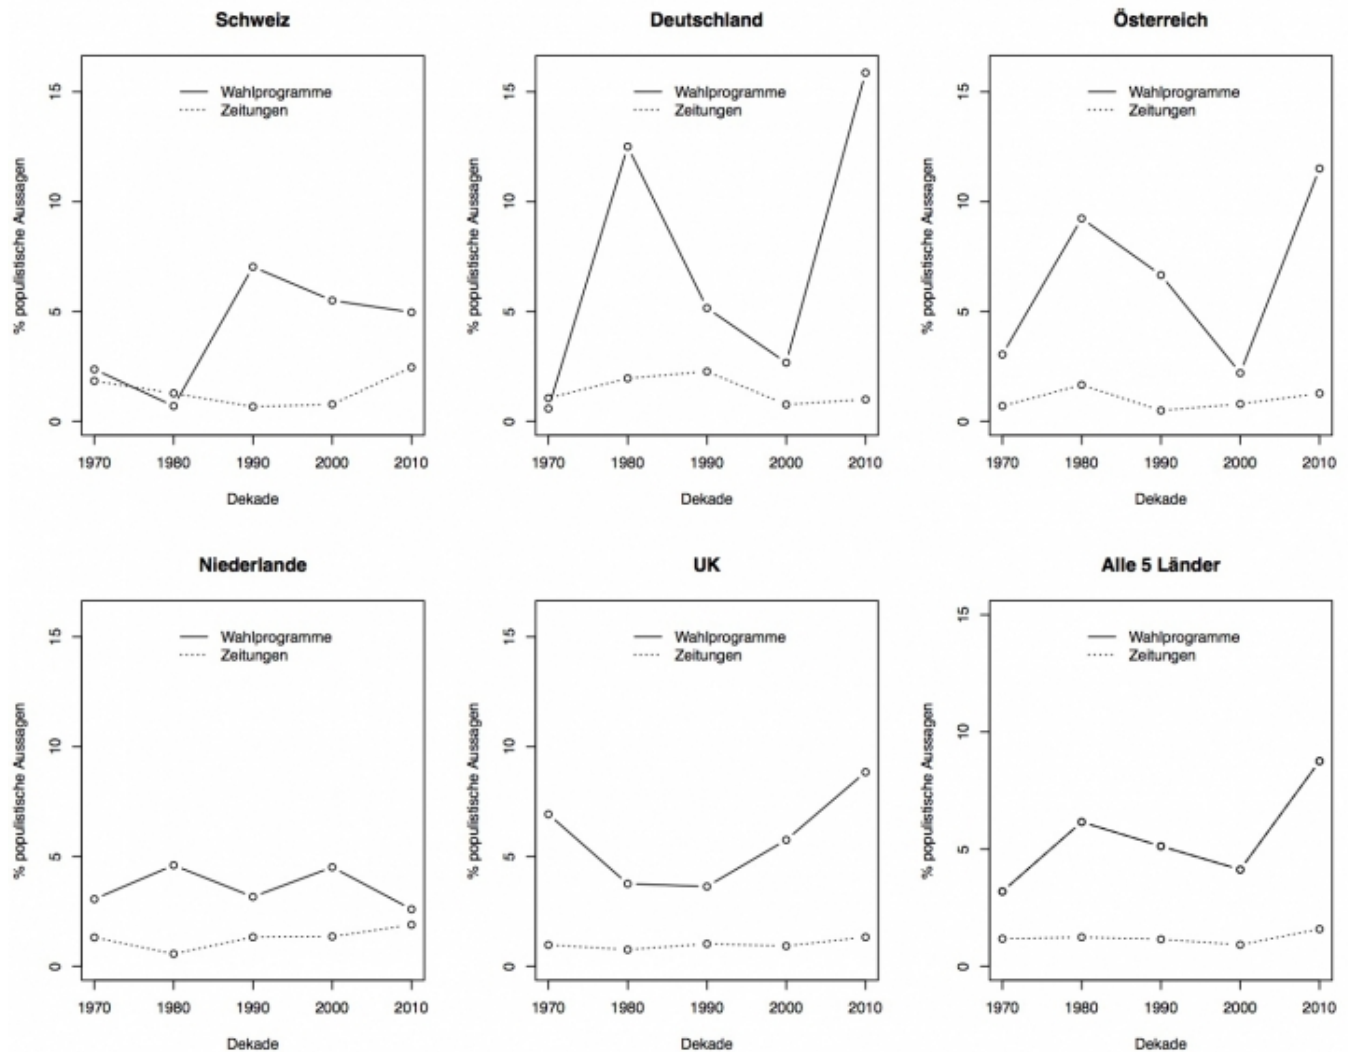 Schweiz
% populistische Aussagen
15
10
5
0
Wahlprogramme
Zeitungen
1970 1980 1990 2000 2010
Dekade
Deutschland
% populistische Aussagen
15
10
5
0
Wahlprogramme
Zeitungen
1970 1980 1990 2000 2010
Dekade
Österreich
% populistische Aussagen
15
10
5
0
Wahlprogramme
Zeitungen
1970 1980 1990 2000 2010
Dekade
Niederlande
% populistische Aussagen
15
10
5
0
Wahlprogramme
Zeitungen
1970 1980 1990 2000 2010
Dekade
UK
% populistische Aussagen
15
10
5
0
Wahlprogramme
Zeitungen
1970 1980 1990 2000 2010
Dekade
Alle 5 Länder
% populistische Aussagen
15
10
5
0
Wahlprogramme
Zeitungen
1970 1980 1990 2000 2010
Dekade